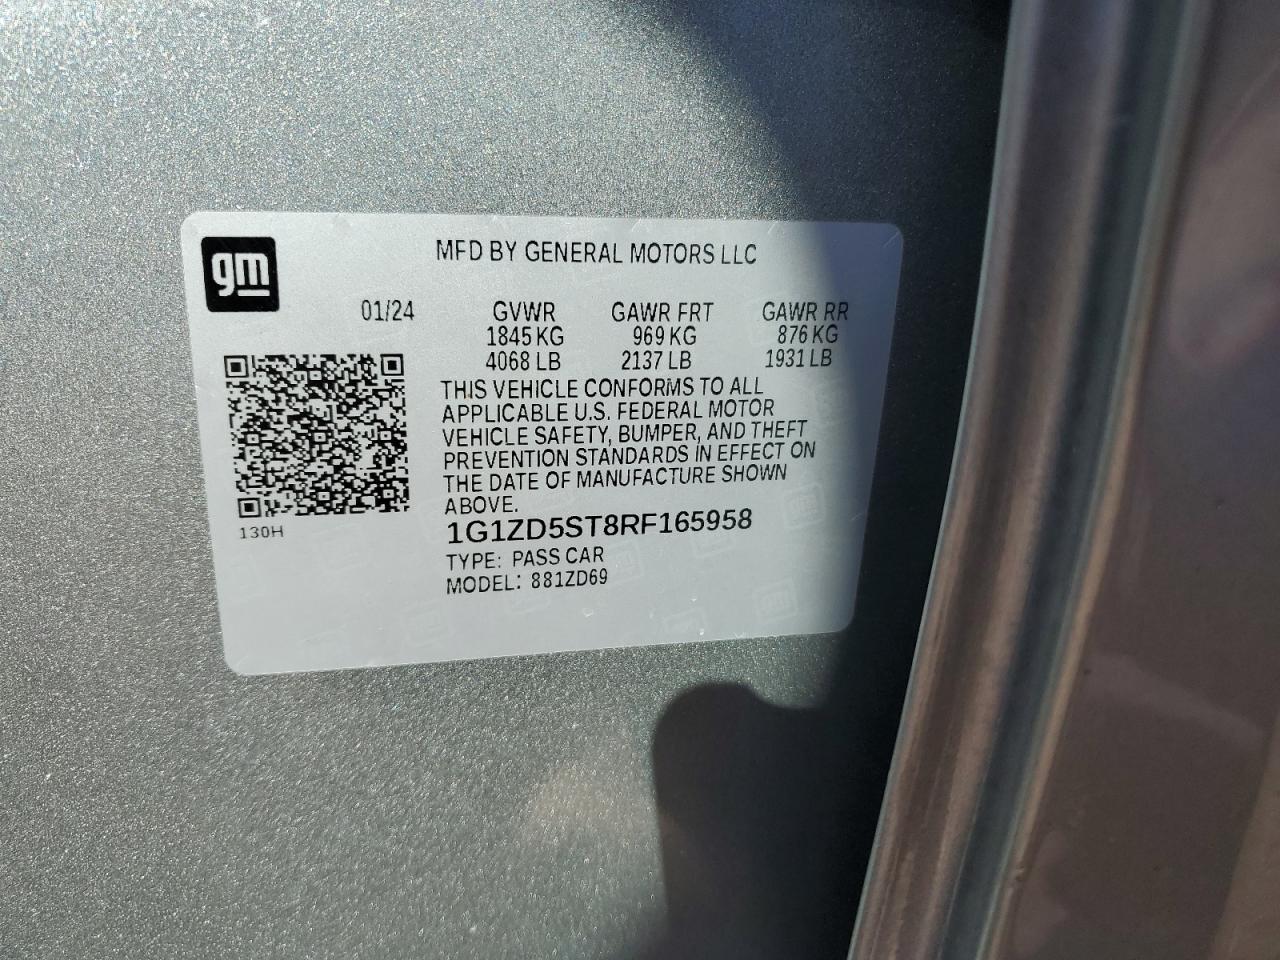 gm
MFD BY GENERAL MOTORS LLC
01/24 GVWR GAWR FRT GAWR RR
1845 KG 969 KG 876 KG
4068 LB 2137 LB 1931 LB
THIS VEHICLE CONFORMS TO ALL
APPLICABLE U.S. FEDERAL MOTOR
VEHICLE SAFETY, BUMPER, AND THEFT
PREVENTION STANDARDS IN EFFECT ON
THE DATE OF MANUFACTURE SHOWN
ABOVE.
130H
1G1ZD5ST8RF165958
TYPE: PASS CAR
MODEL: 881ZD69